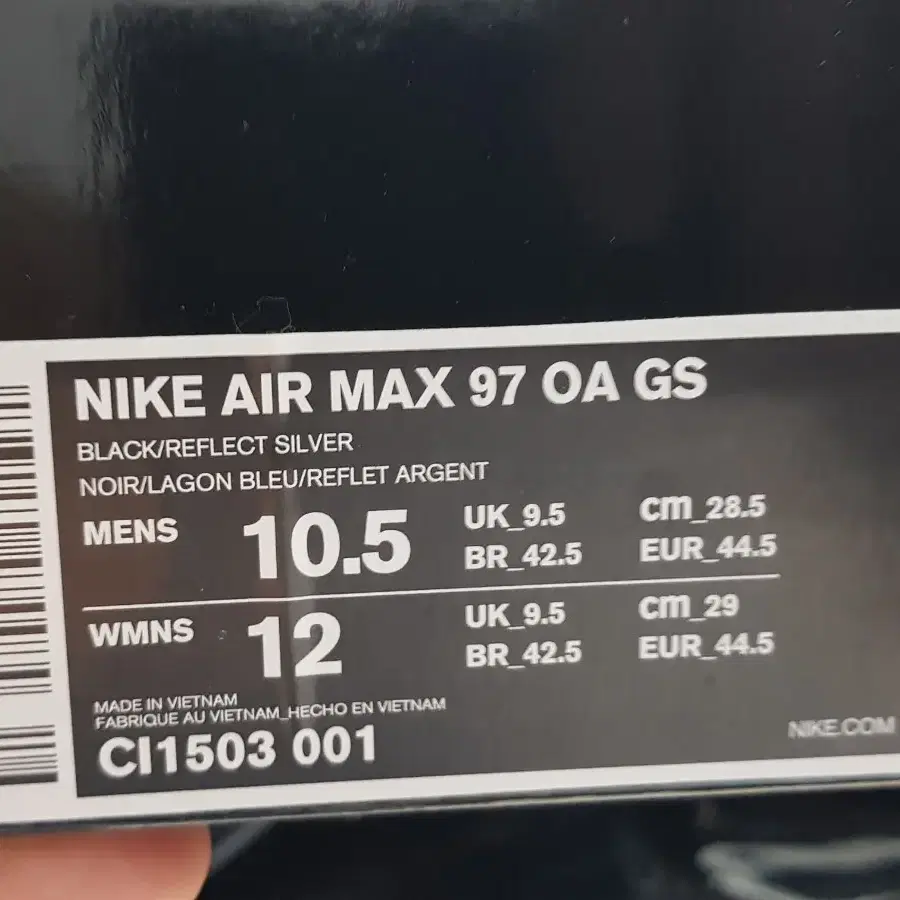 NIKE AIR MAX 97 OA GS
BLACK/REFLECT SILVER
NOIR/LAGON BLEU/REFLET ARGENT
MENS 10.5 UK_9.5 cm_28.5
BR_42.5 EUR_44.5
WMNS 12 UK_9.5 cm_29
BR_42.5 EUR_44.5
MADE IN VIETNAM
FABRIQUE AU VIETNAM_HECHO EN VIETNAM
CI1503 001
NIKE.COM